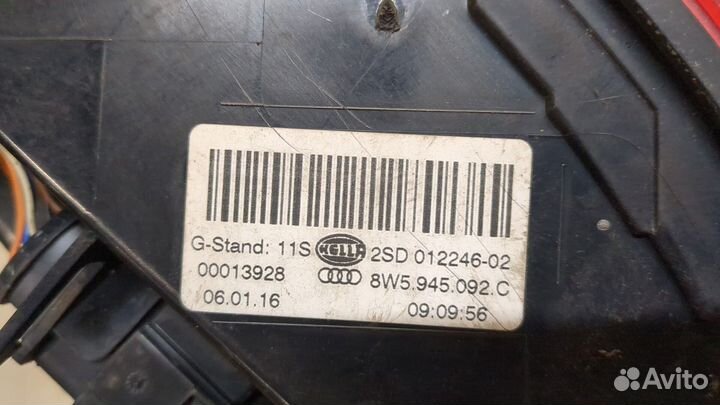 G-Stand: 11S HELLA 2SD 012246-02
00013928 8W5.945.092.C
06.01.16 09:09:56
Avito